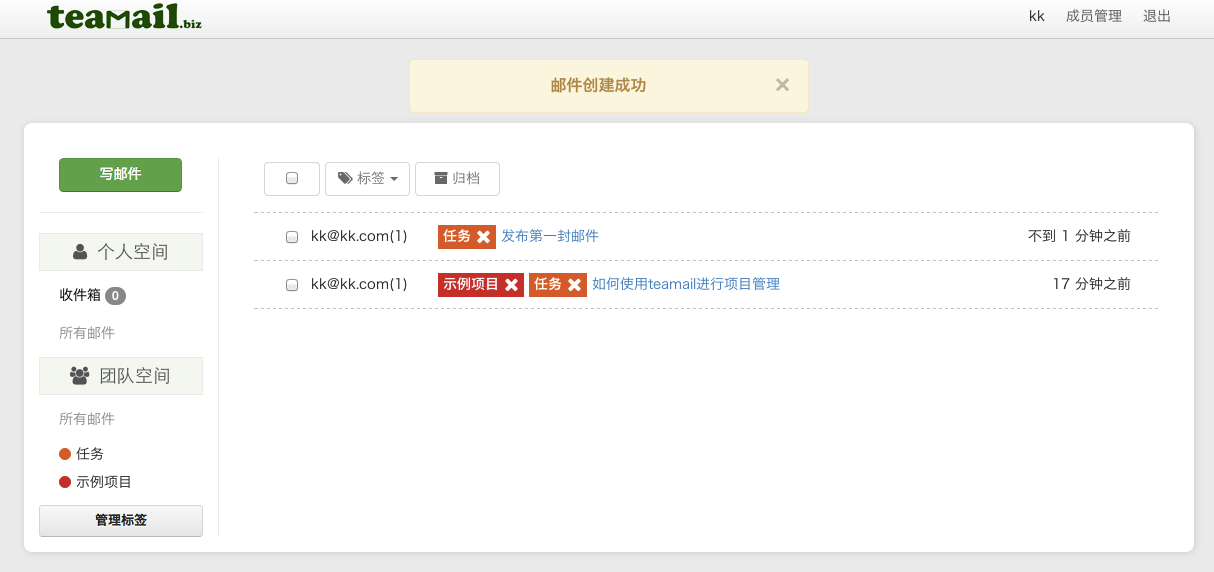 teamail.biz
kk 成员管理 退出
邮件创建成功 ×
写邮件
标签 归档
个人空间
kk@kk.com(1) 任务 × 发布第一封邮件 不到 1 分钟之前
kk@kk.com(1) 示例项目 × 任务 × 如何使用teamail进行项目管理 17 分钟之前
收件箱 0
所有邮件
团队空间
所有邮件
任务
示例项目
管理标签